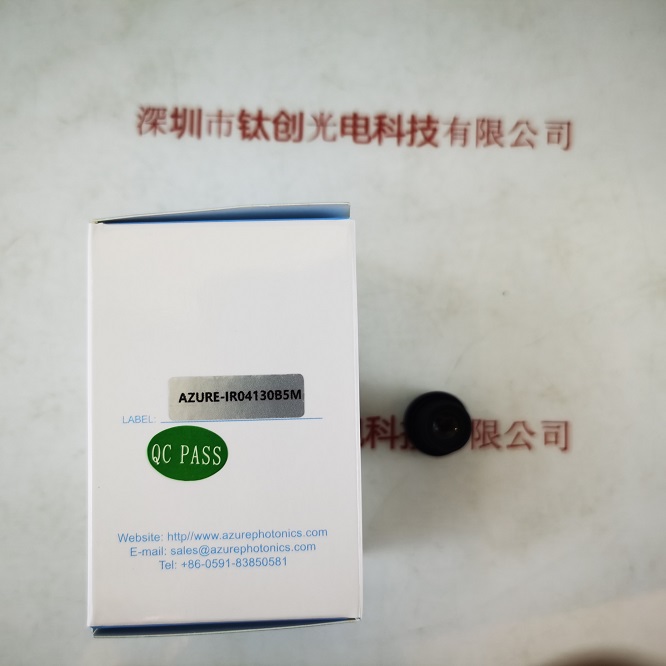 深圳市钛创光电科技有限公司
AZURE-IR04130B5M
LABEL:
QC PASS
电科技有限公司
Website: http//www.azurephotonics.com
E-mail: sales@azurephotonics.com
Tel: +86-0591-83850581